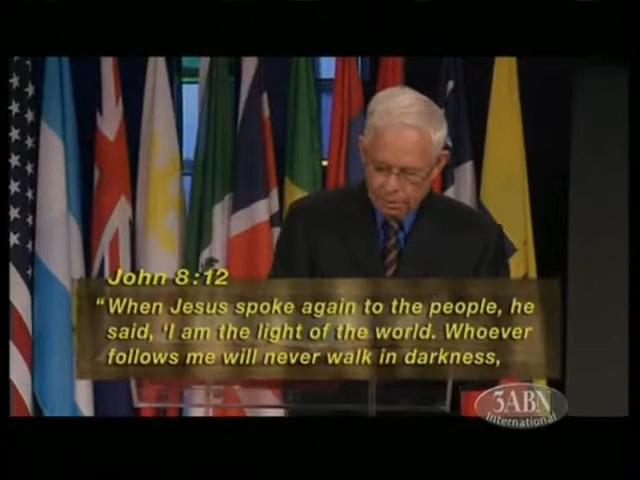 John 8:12
“When Jesus spoke again to the people, he
said, ‘I am the light of the world. Whoever
follows me will never walk in darkness,
3ABN
International